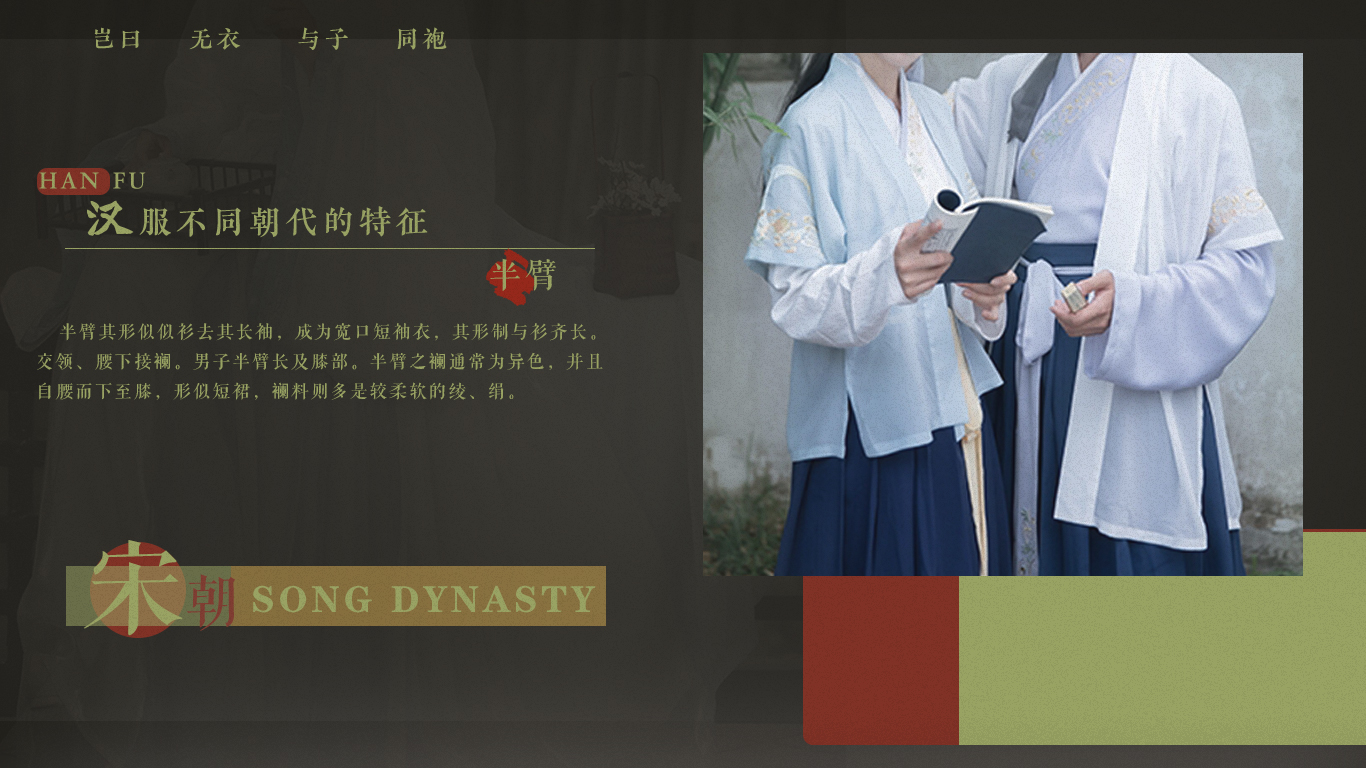 岂曰 无衣 与子 同袍
HAN FU
汉服不同朝代的特征
半臂
半臂其形似似衫去其长袖，成为宽口短袖衣，其形制与衫齐长。
交领、腰下接襕。男子半臂长及膝部。半臂之襕通常为异色，并且
自腰而下至膝，形似短裙，襕料则多是较柔软的绫、绢。
宋朝 SONG DYNASTY